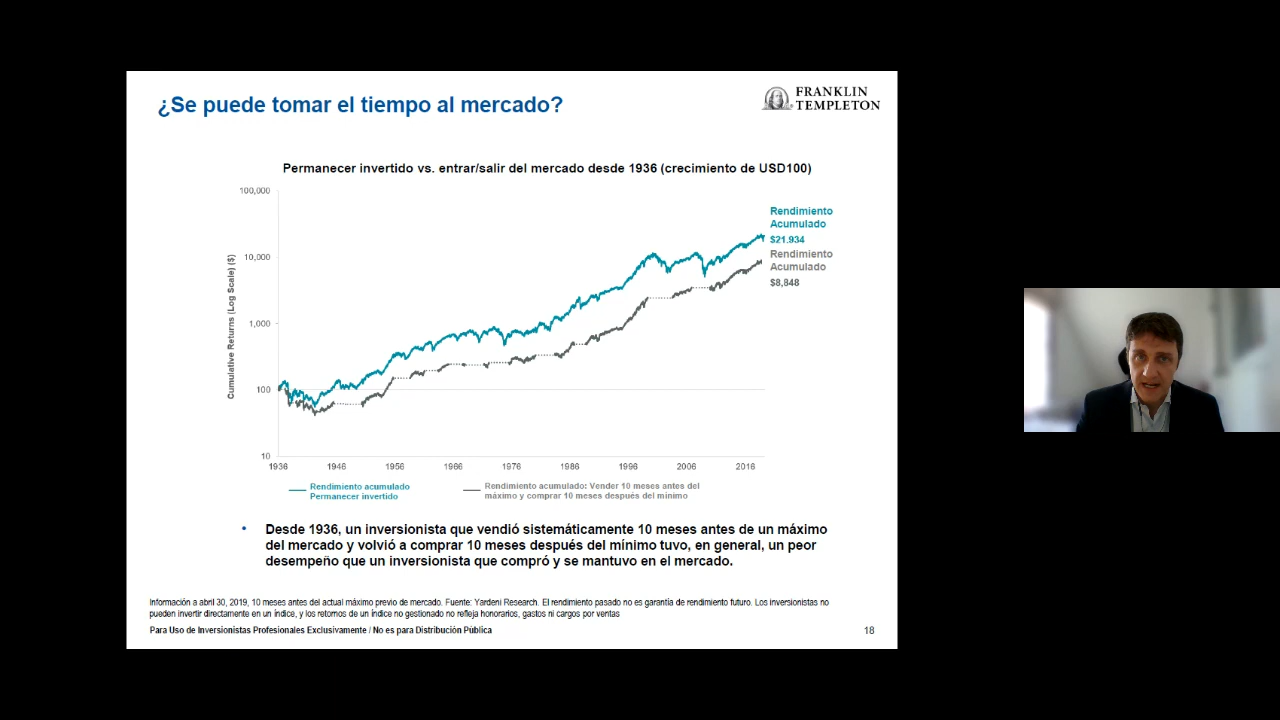 ¿Se puede tomar el tiempo al mercado?
FRANKLIN
TEMPLETON
Permanecer invertido vs. entrar/salir del mercado desde 1936 (crecimiento de USD100)
Cumulative Returns (Log Scale) ($)
100,000
10,000
1,000
100
10
1936
1946
1956
1966
1976
1986
1996
2006
2016
Rendimiento
Acumulado
$21.934
Rendimiento
Acumulado
$8,848
Rendimiento acumulado
Permanecer invertido
Rendimiento acumulado: Vender 10 meses antes del
máximo y comprar 10 meses después del mínimo
• Desde 1936, un inversionista que vendió sistemáticamente 10 meses antes de un máximo
del mercado y volvió a comprar 10 meses después del mínimo tuvo, en general, un peor
desempeño que un inversionista que compró y se mantuvo en el mercado.
Información a abril 30, 2019, 10 meses antes del actual máximo previo de mercado. Fuente: Yardeni Research. El rendimiento pasado no es garantía de rendimiento futuro. Los inversionistas no
pueden invertir directamente en un índice, y los retornos de un índice no gestionado no refleja honorarios, gastos ni cargos por ventas
Para Uso de Inversionistas Profesionales Exclusivamente / No es para Distribución Pública
18